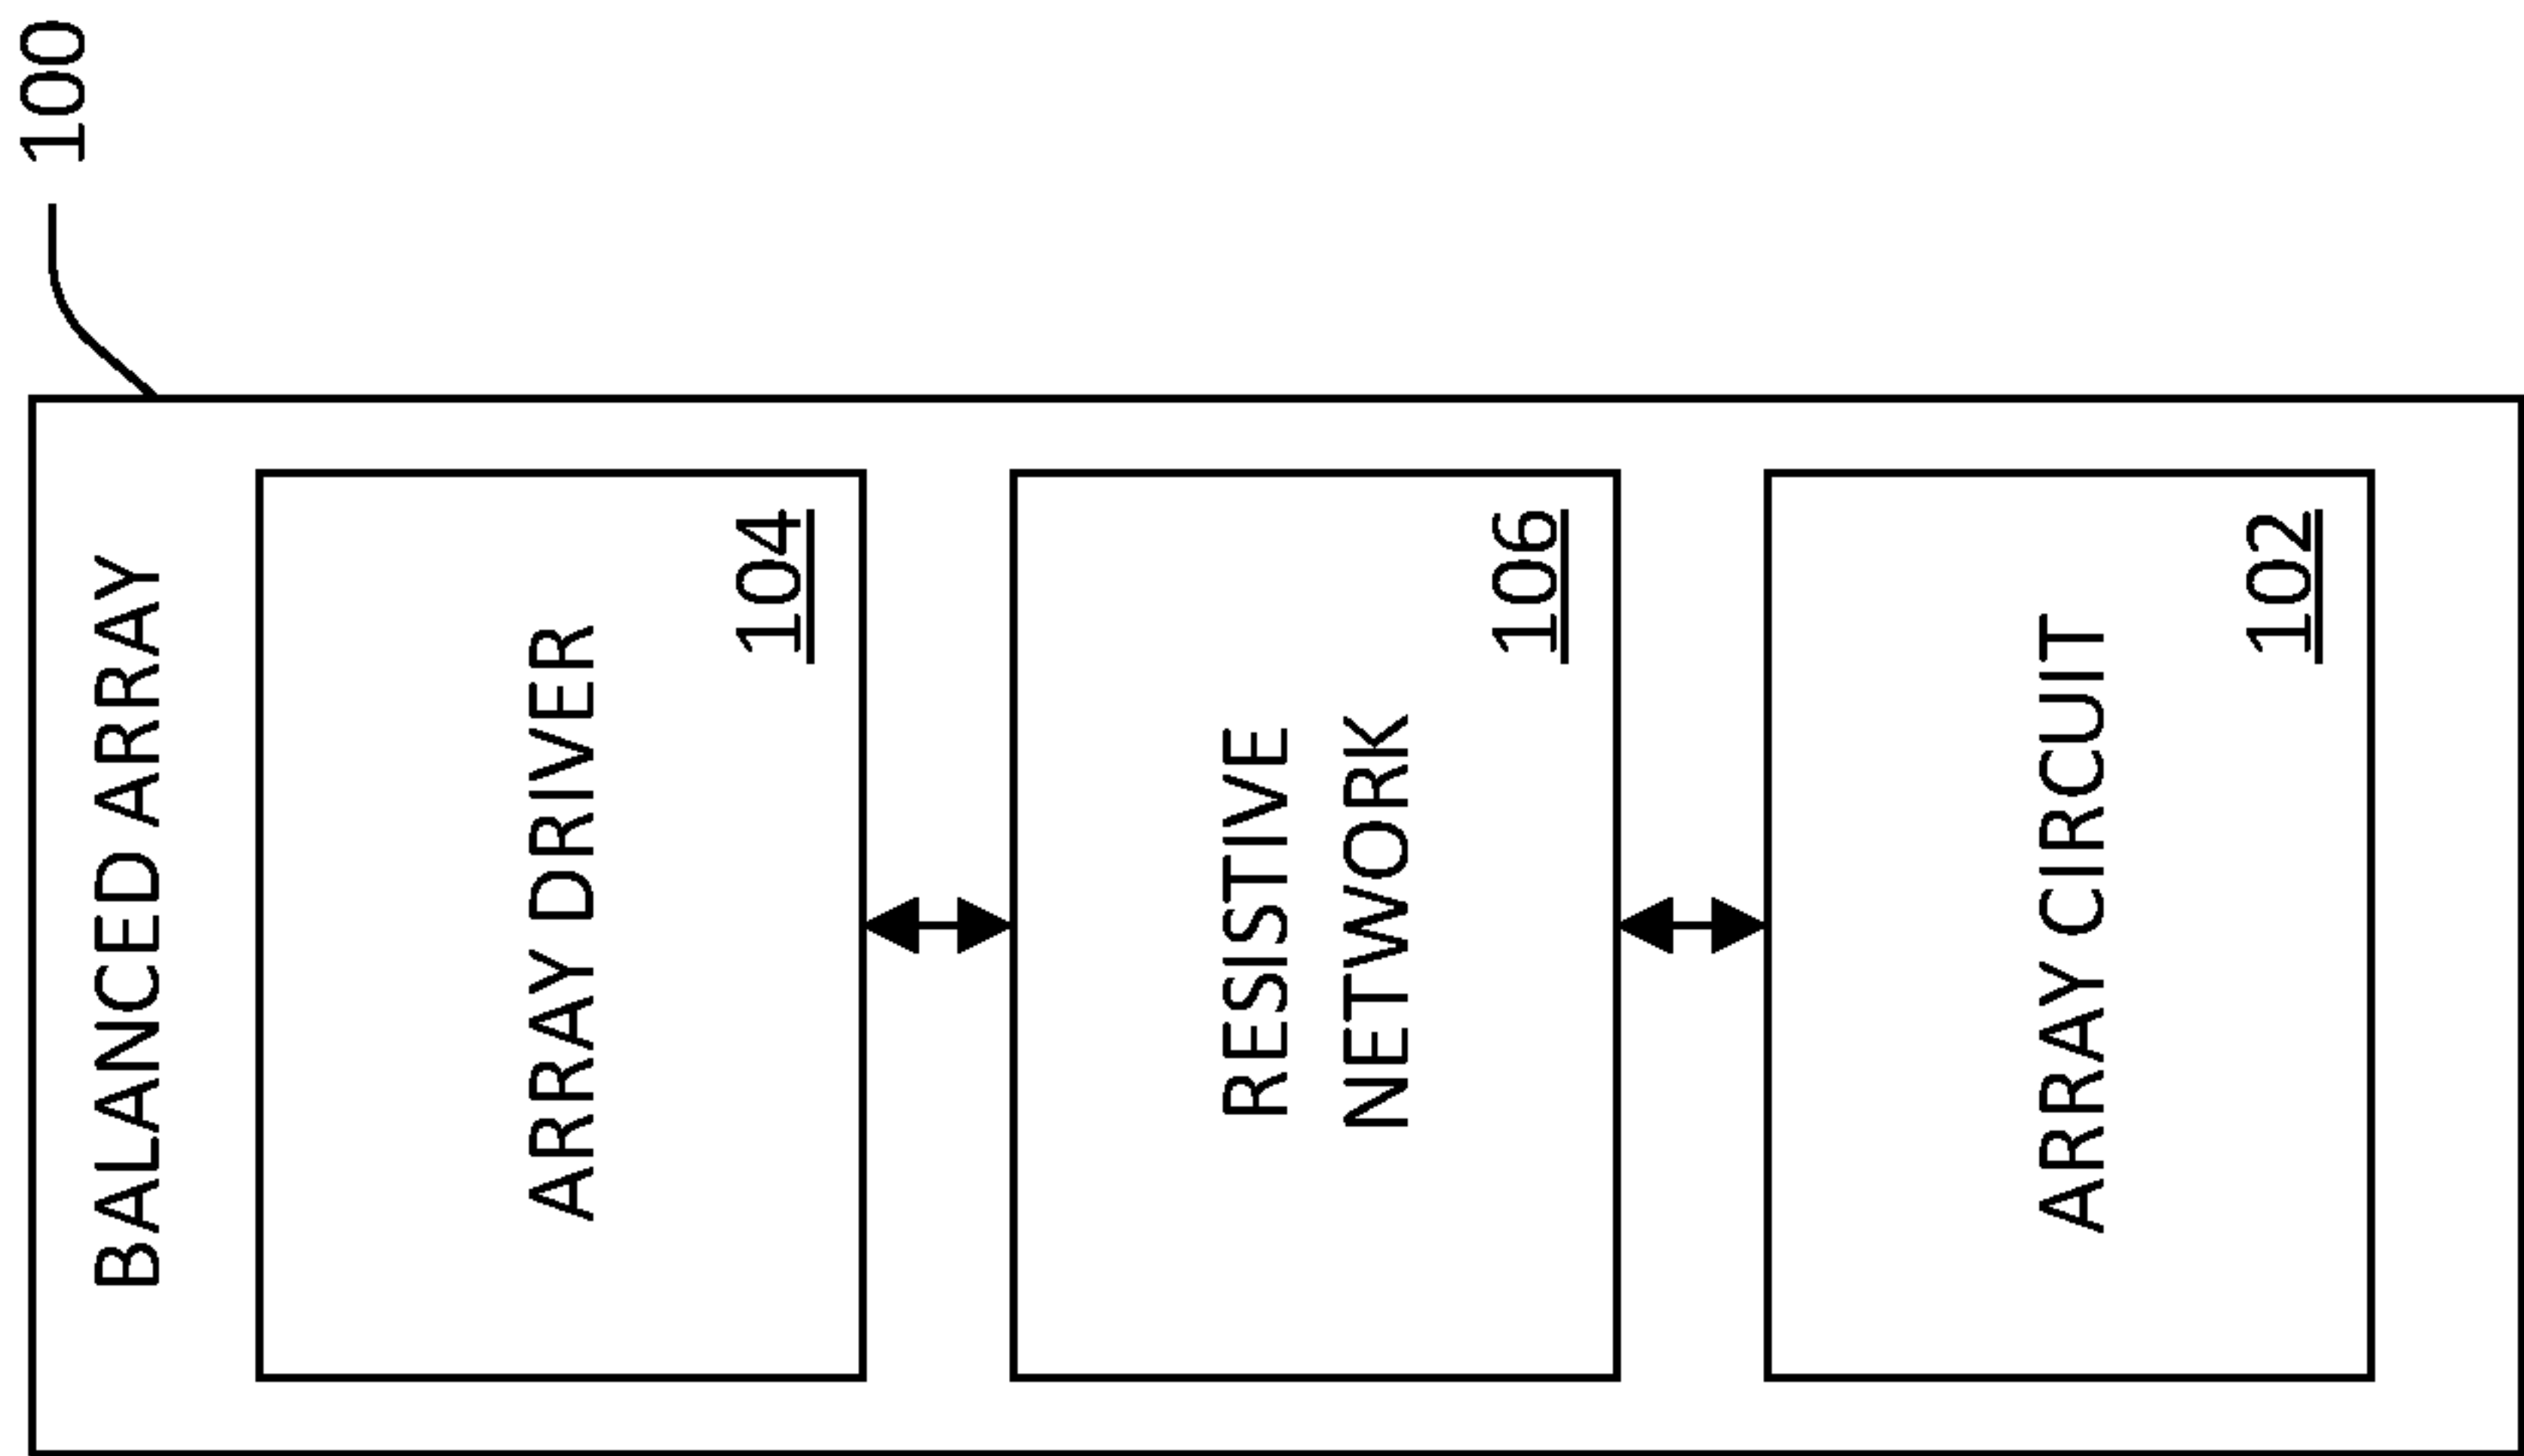 100
BALANCED ARRAY
ARRAY DRIVER
104
RESISTIVE
NETWORK
106
ARRAY CIRCUIT
102